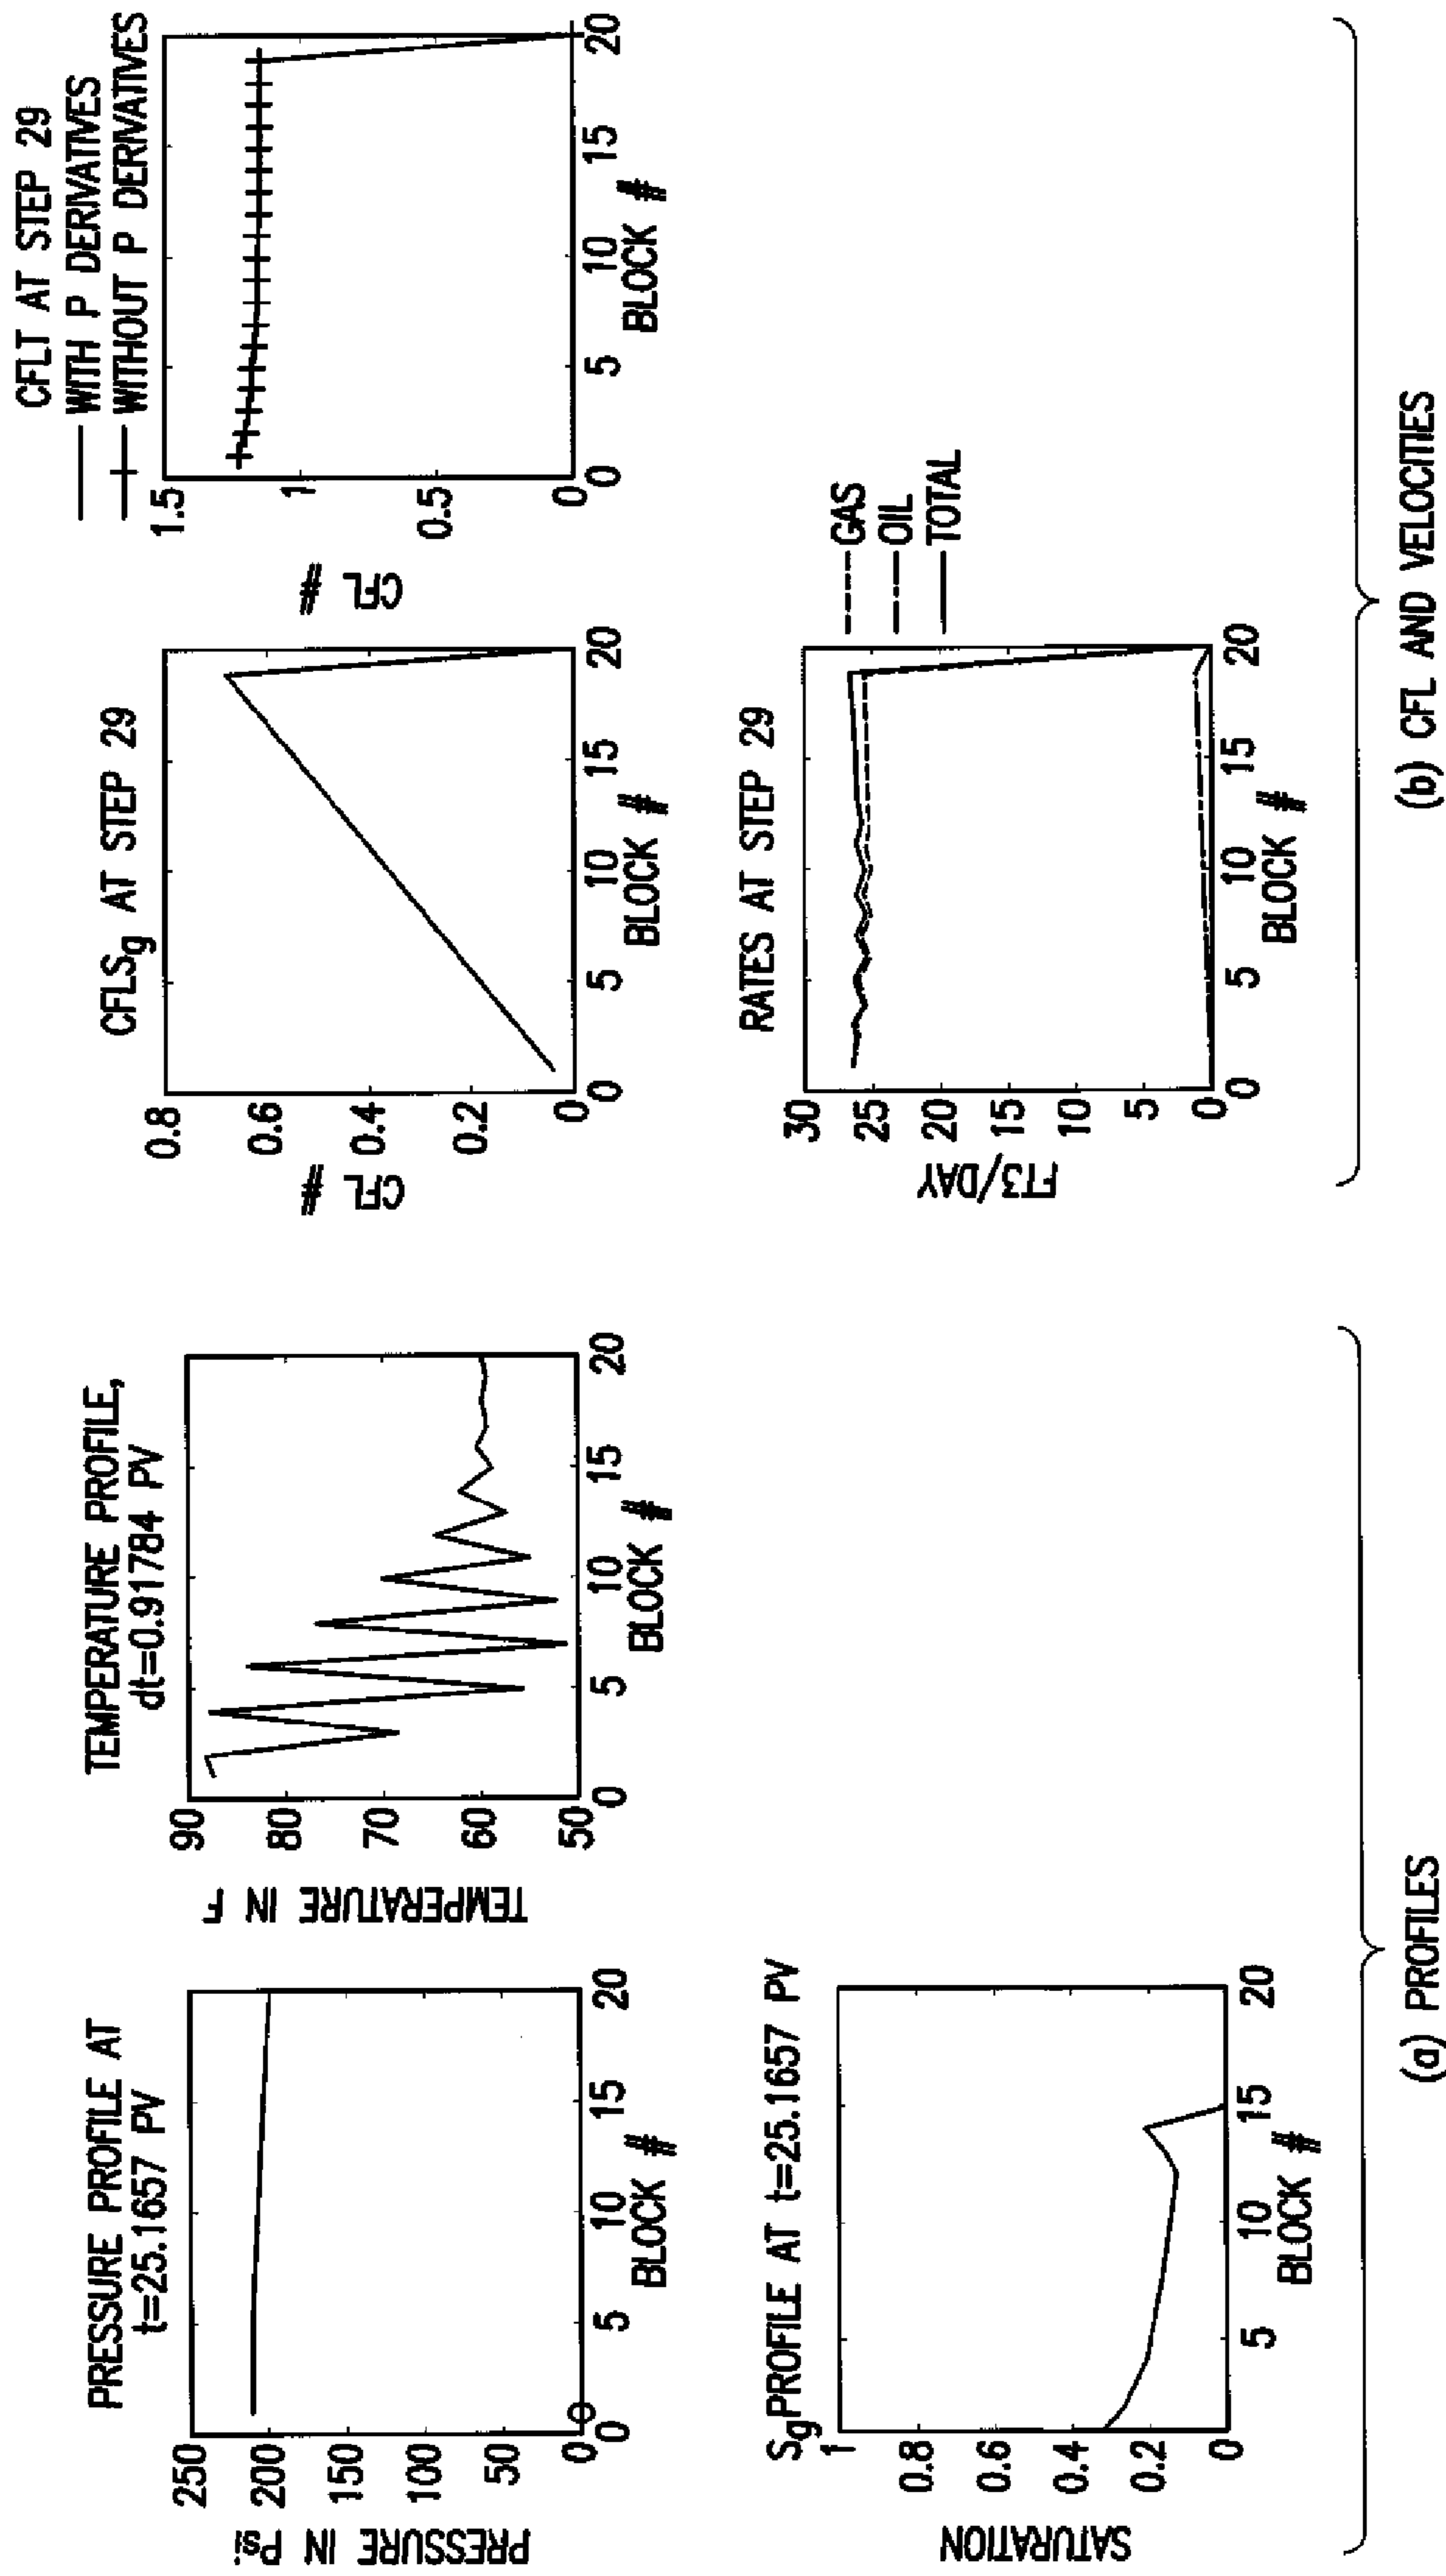 PRESSURE PROFILE AT
t=25.1657 PV
250
200
150
100
50
0
PRESSURE IN Psi
0
5
10
15
20
BLOCK #
TEMPERATURE PROFILE,
dt=0.91784 PV
90
80
70
60
50
TEMPERATURE IN F
0
5
10
15
20
BLOCK #
SgPROFILE AT t=25.1657 PV
1
0.8
0.6
0.4
0.2
0
SATURATION
5
10
15
20
BLOCK #
(a) PROFILES
CFLSg AT STEP 29
0.8
0.6
0.4
0.2
0
CFL #
0
5
10
15
20
BLOCK #
CFLT AT STEP 29
WITH P DERIVATIVES
WITHOUT P DERIVATIVES
1.5
1
0.5
0
CFL #
0
5
10
15
20
BLOCK #
RATES AT STEP 29
30
25
20
15
10
5
0
FT3/DAY
0
5
10
15
20
BLOCK #
GAS
OIL
TOTAL
(b) CFL AND VELOCITIES